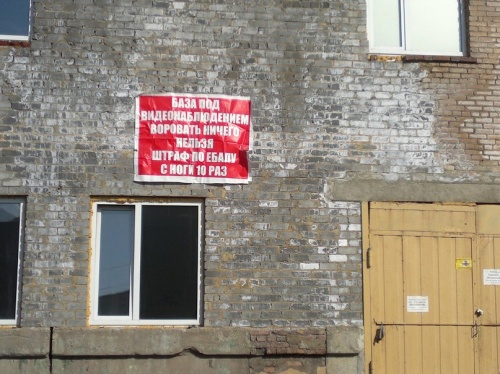 БАЗА ПОД
ВИДЕОНАБЛЮДЕНИЕМ
ВОРОВАТЬ НИЧЕГО
НЕЛЬЗЯ
ШТРАФ ПО ЕБАЛУ
С НОГИ 10 РАЗ